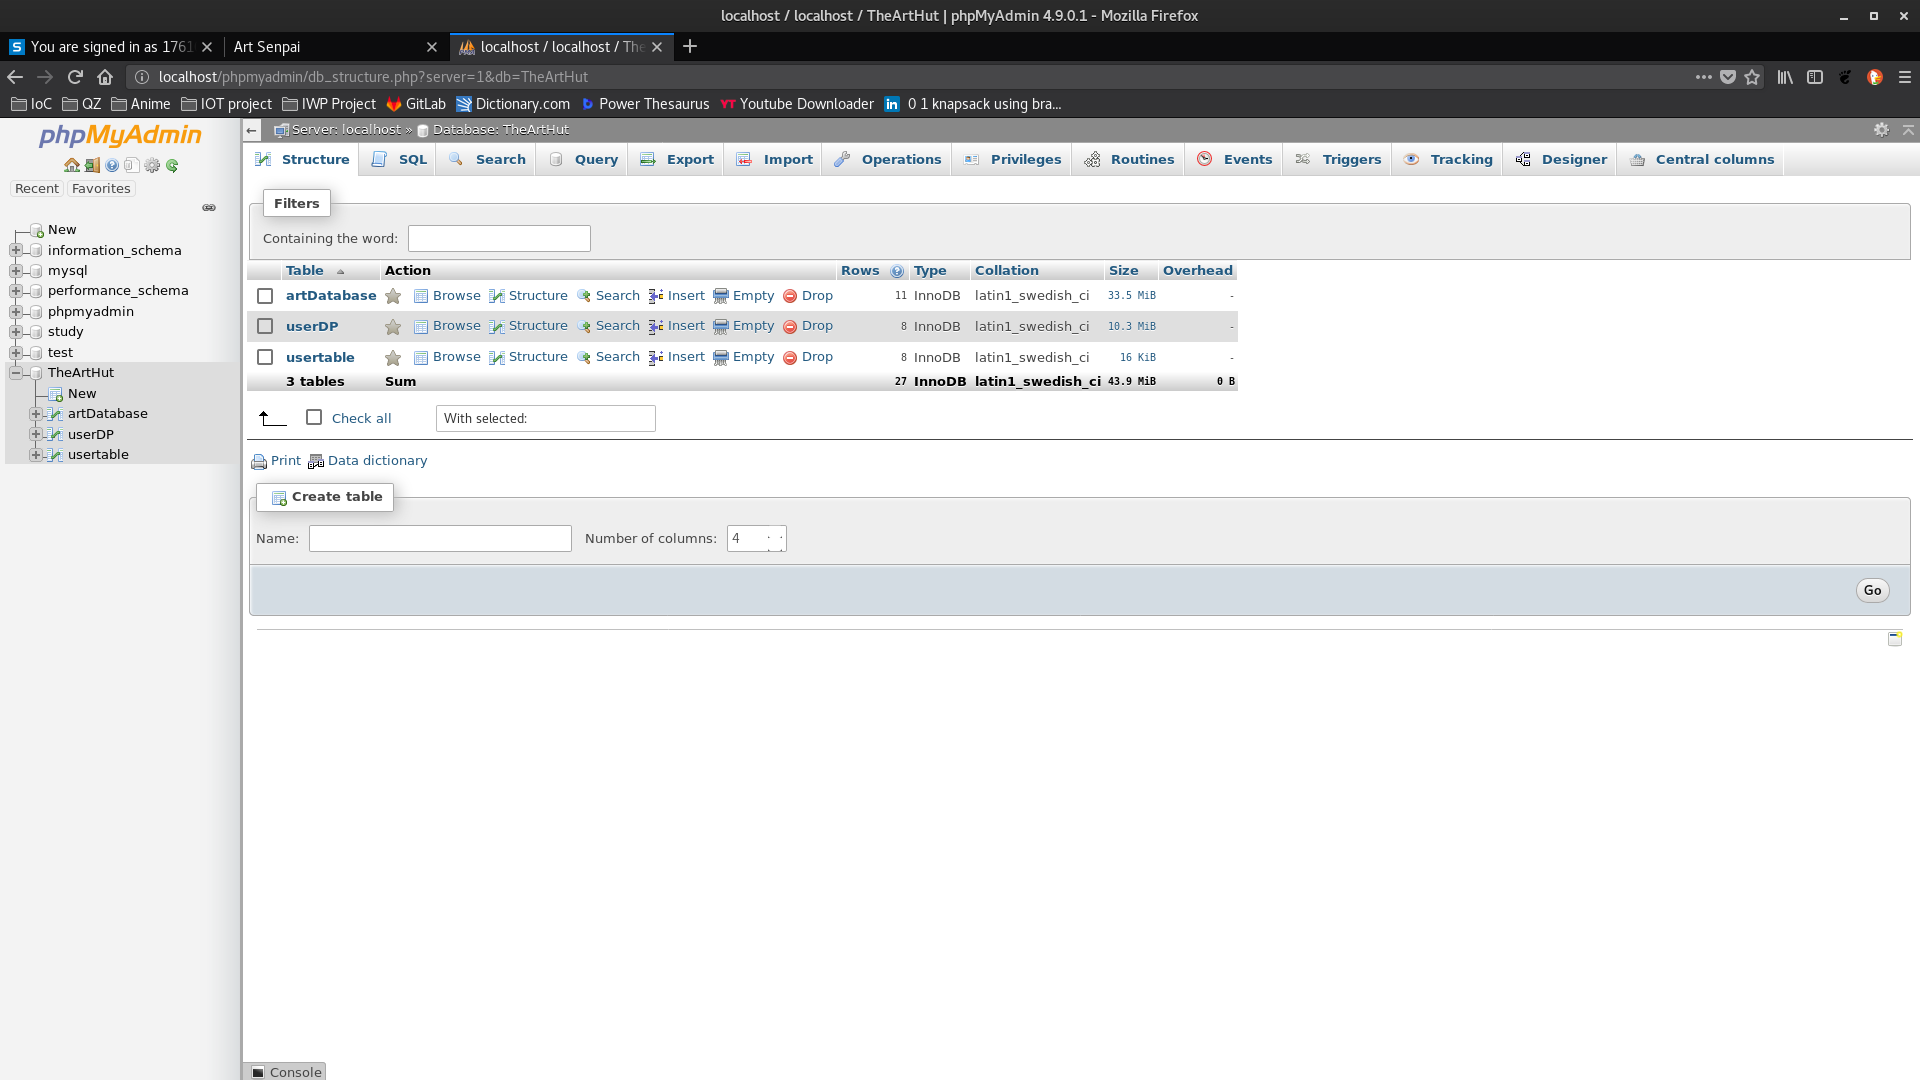 localhost / localhost / TheArtHut | phpMyAdmin 4.9.0.1 - Mozilla Firefox
You are signed in as 1761
Art Senpai
localhost / localhost / The
localhost/phpmyadmin/db_structure.php?server=1&db=TheArtHut
IoC QZ Anime IOT project IWP Project GitLab Dictionary.com Power Thesaurus YT Youtube Downloader in 0 1 knapsack using bra...
phpMyAdmin
Recent Favorites
New
information_schema
mysql
performance_schema
phpmyadmin
study
test
TheArtHut
New
artDatabase
userDP
usertable
Server: localhost » Database: TheArtHut
Structure SQL Search Query Export Import Operations Privileges Routines Events Triggers Tracking Designer Central columns
Filters
Containing the word:
Table Action Rows Type Collation Size Overhead
artDatabase Browse Structure Search Insert Empty Drop 11 InnoDB latin1_swedish_ci 33.5 MiB -
userDP Browse Structure Search Insert Empty Drop 8 InnoDB latin1_swedish_ci 10.3 MiB -
usertable Browse Structure Search Insert Empty Drop 8 InnoDB latin1_swedish_ci 16 KiB -
3 tables Sum 27 InnoDB latin1_swedish_ci 43.9 MiB 0 B
Check all With selected:
Print Data dictionary
Create table
Name: Number of columns: 4
Go
Console